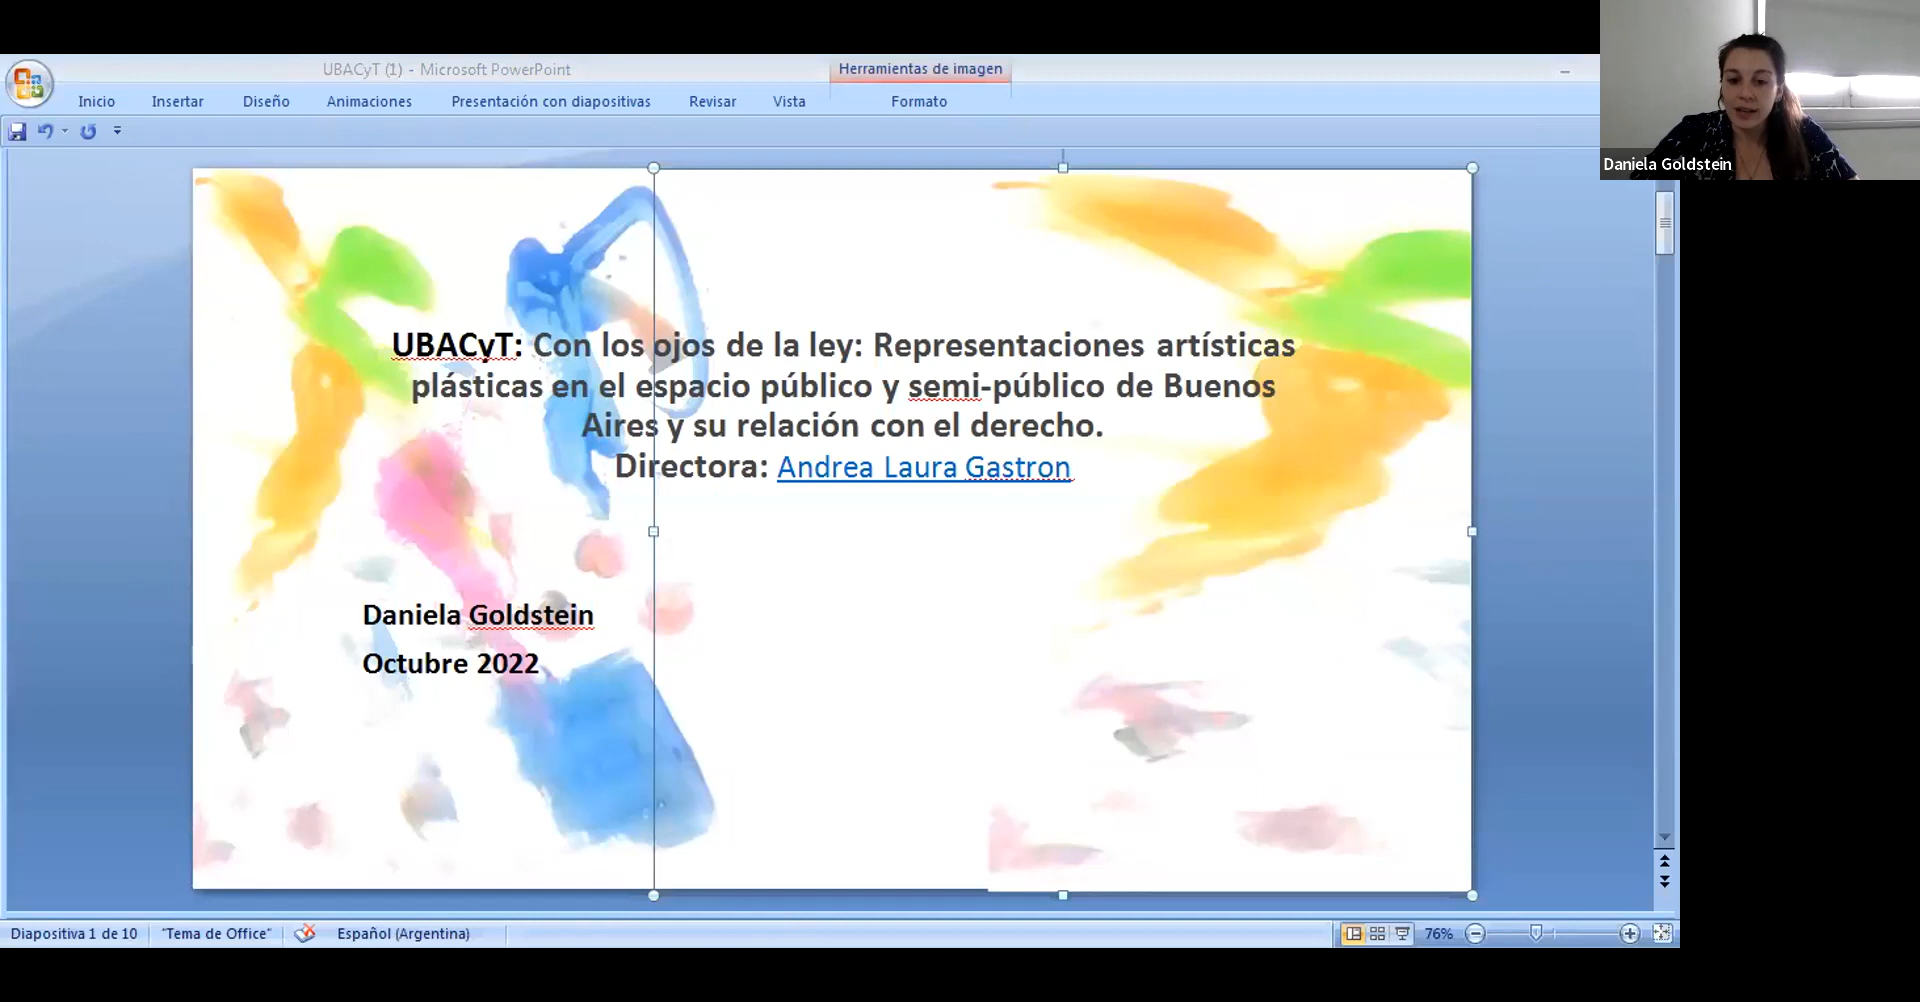 UBACyT (1) - Microsoft PowerPoint
Herramientas de imagen
Inicio Insertar Diseño Animaciones Presentación con diapositivas Revisar Vista Formato
Daniela Goldstein
UBACyT: Con los ojos de la ley: Representaciones artísticas
plásticas en el espacio público y semi-público de Buenos
Aires y su relación con el derecho.
Directora: Andrea Laura Gastron
Daniela Goldstein
Octubre 2022
Diapositiva 1 de 10 "Tema de Office" Español (Argentina) 76%